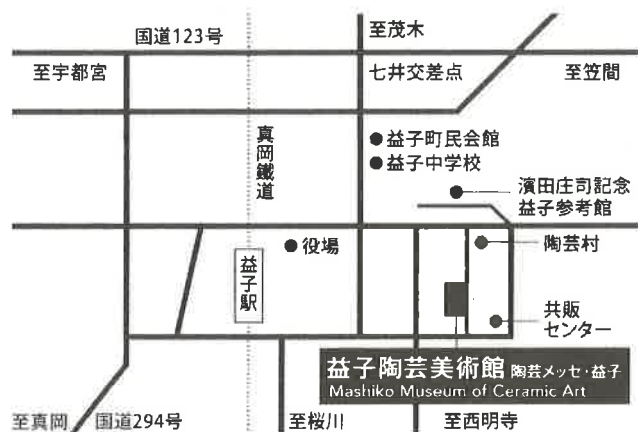 国道123号
至茂木
至宇都宮
七井交差点
至笠間
真岡鐵道
益子町民会館
益子中学校
濱田庄司記念
益子参考館
役場
陶芸村
益子駅
共販
センター
益子陶芸美術館 陶芸メッセ・益子
Mashiko Museum of Ceramic Art
至真岡
国道294号
至桜川
至西明寺